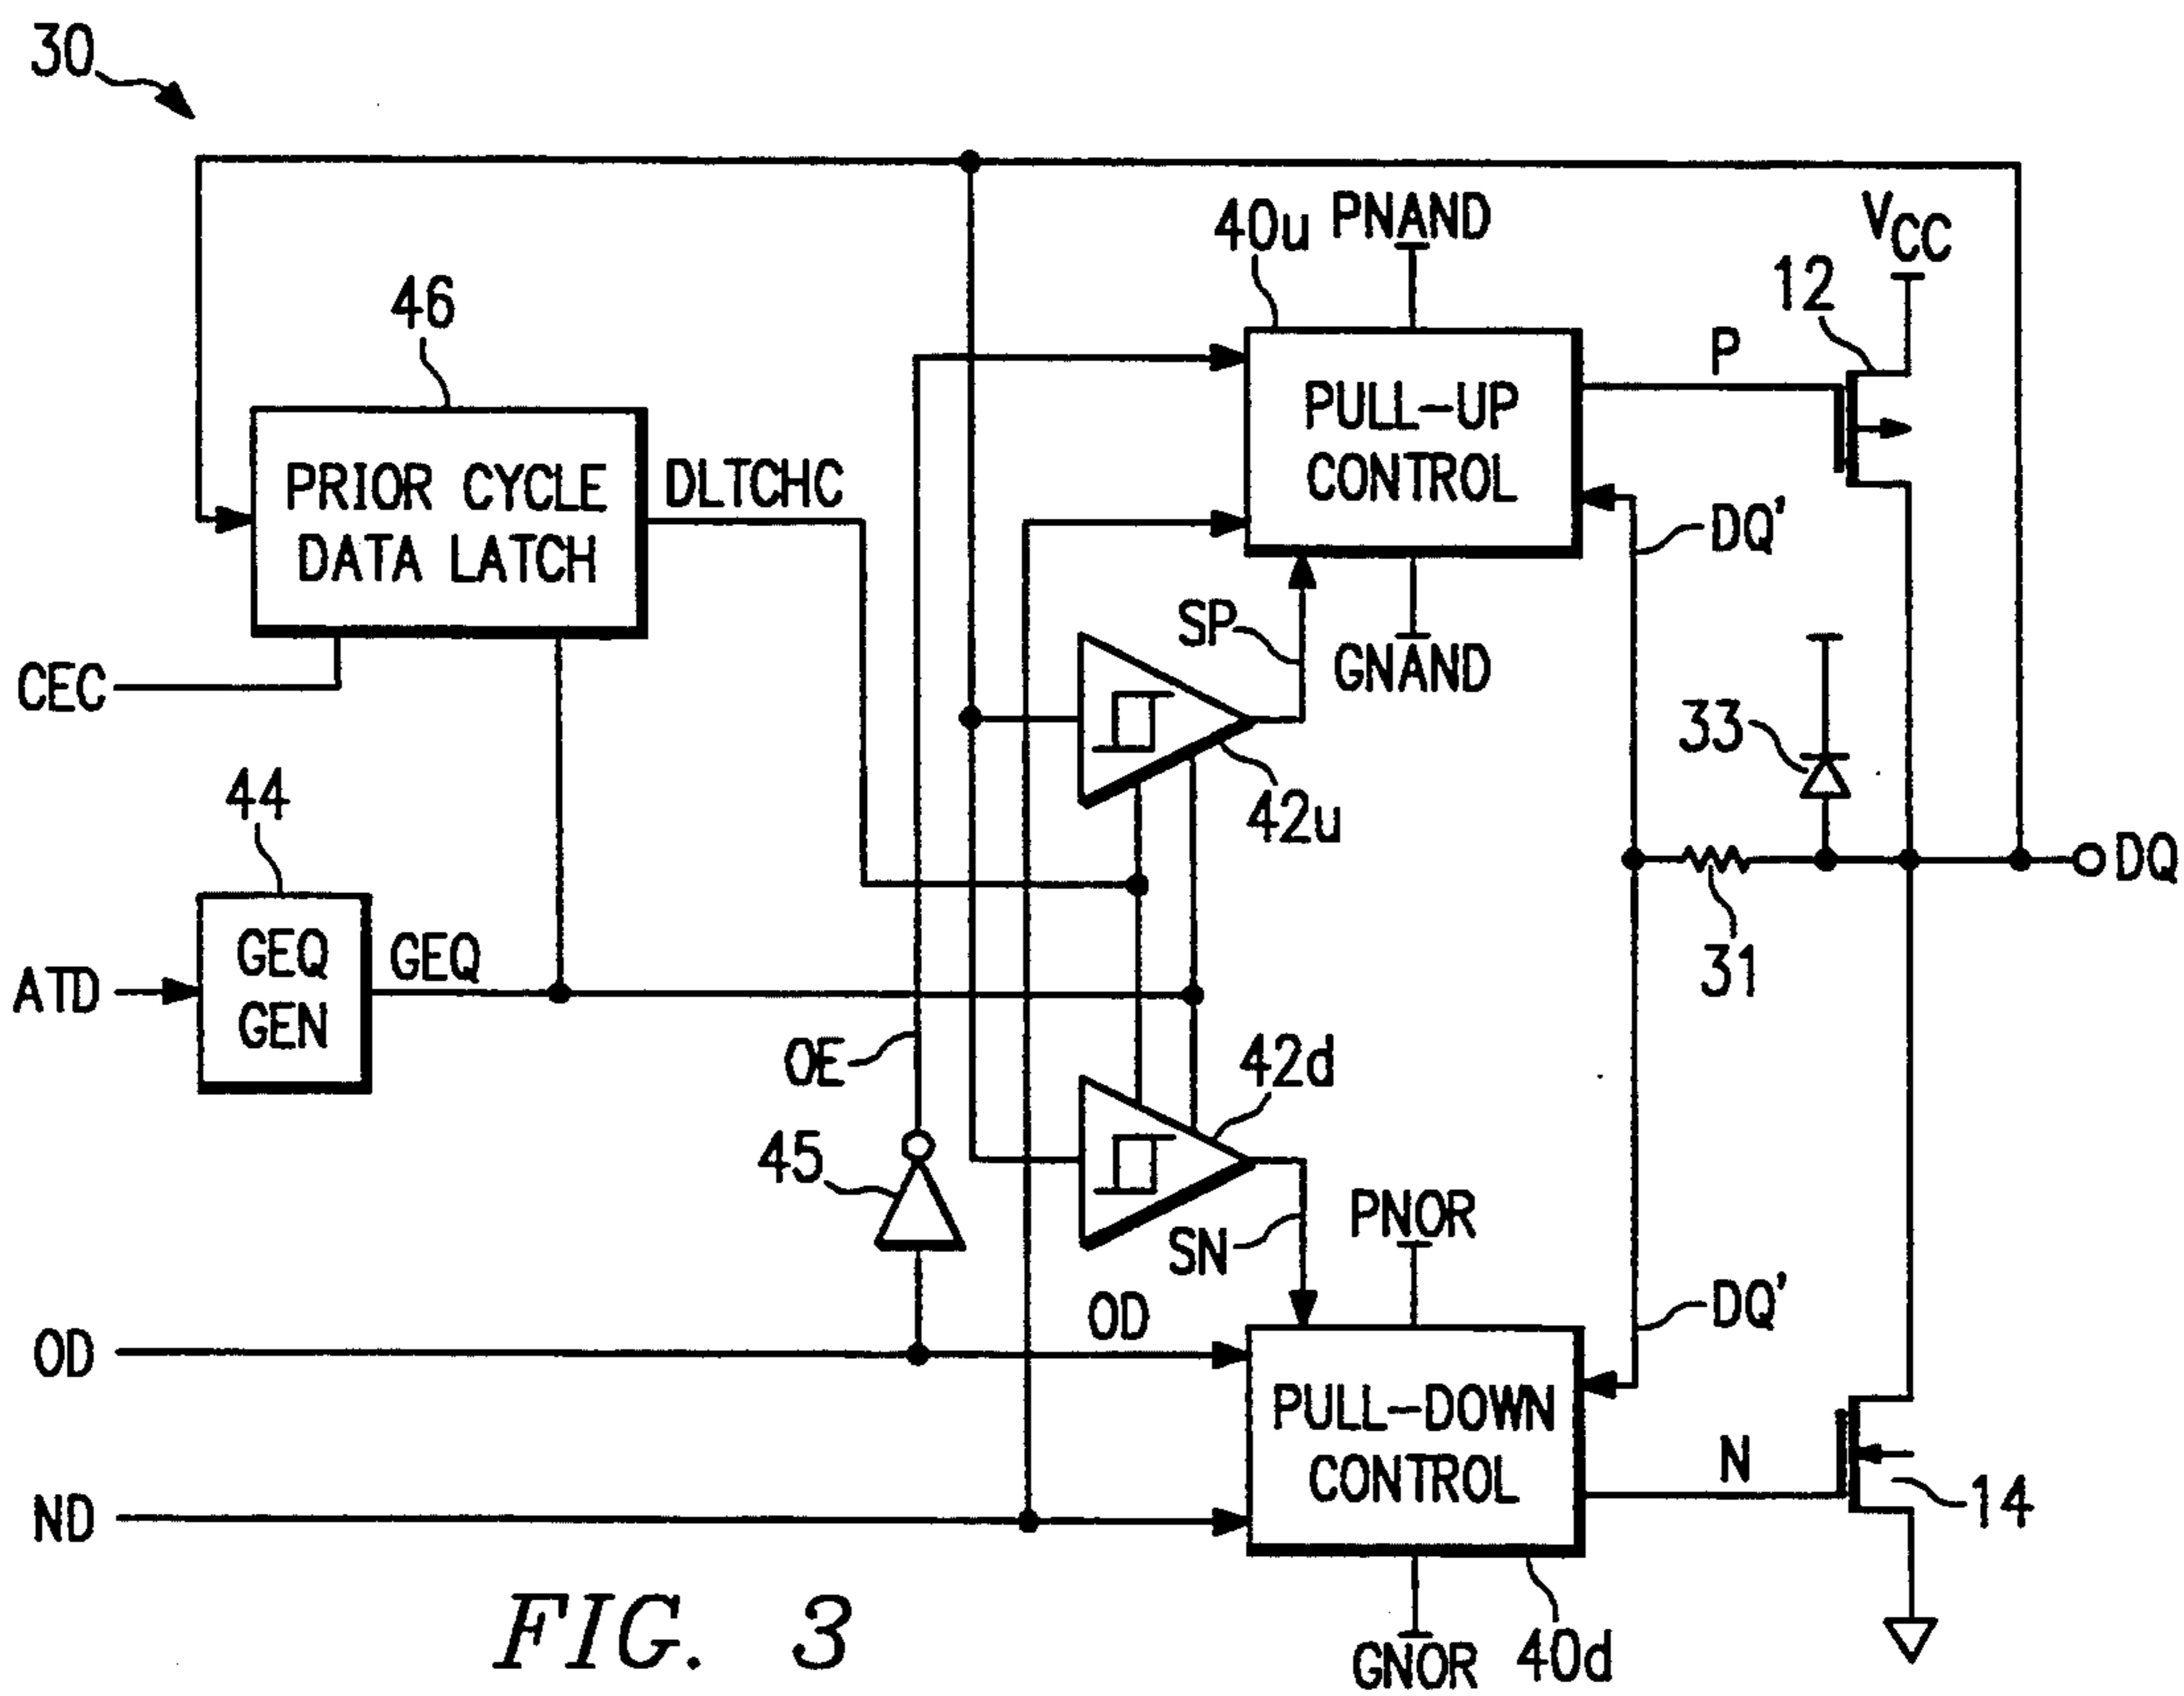 30
40u
PNAND
VCC
12
46
P
PULL-UP
CONTROL
PRIOR CYCLE
DATA LATCH
DLTCHC
DQ'
SP
GNAND
CEC
33
42u
44
DQ
GEQ
GEN
GEQ
ATD
31
OE
42d
45
SN
PNOR
OD
OD
DQ'
PULL-DOWN
CONTROL
N
14
ND
GNOR
40d
FIG. 3